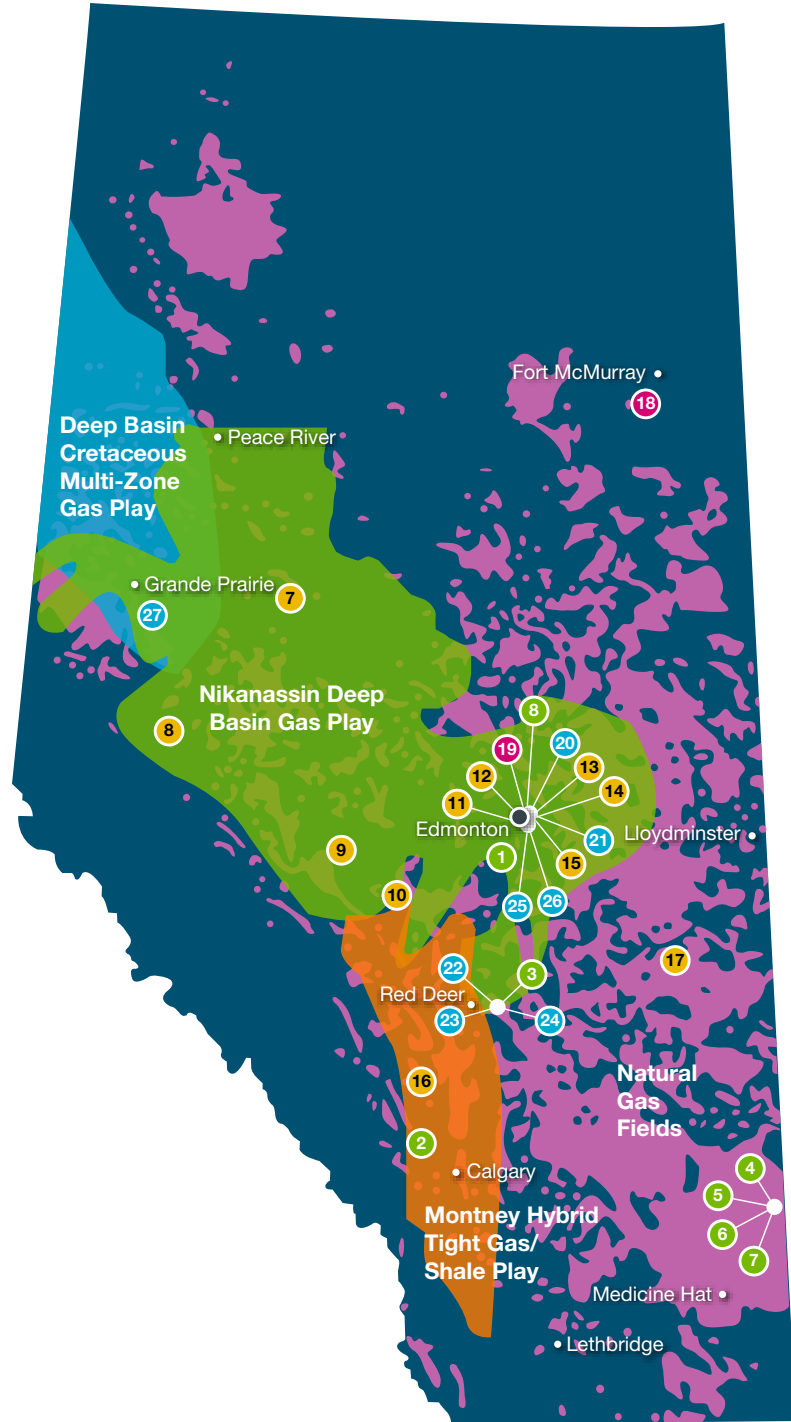 Fort McMurray
18
Deep Basin
Cretaceous
Multi-Zone
Gas Play
Peace River
Grande Prairie
7
27
Nikanassin Deep
Basin Gas Play
8
8
19
20
12
13
11
14
Edmonton
21
Lloydminster
9
1
15
10
25
26
22
3
17
Red Deer
23
24
16
Natural
Gas
Fields
2
4
Calgary
5
Montney Hybrid
Tight Gas/
Shale Play
6
7
Medicine Hat
Lethbridge